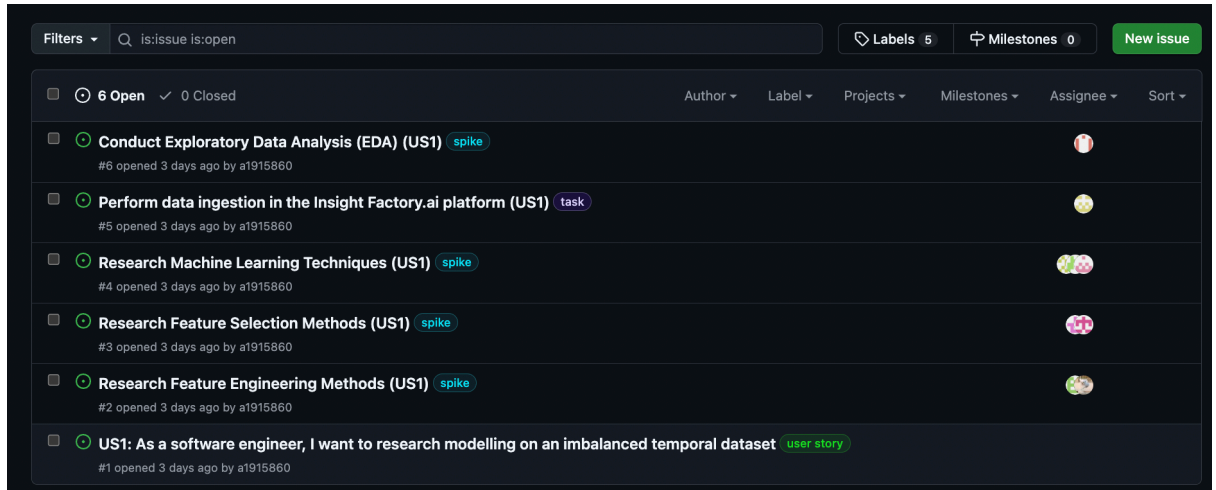 Filters is:issue is:open Labels 5 Milestones 0 New issue
6 Open 0 Closed Author Label Projects Milestones Assignee Sort
Conduct Exploratory Data Analysis (EDA) (US1) spike
#6 opened 3 days ago by a1915860
Perform data ingestion in the Insight Factory.ai platform (US1) task
#5 opened 3 days ago by a1915860
Research Machine Learning Techniques (US1) spike
#4 opened 3 days ago by a1915860
Research Feature Selection Methods (US1) spike
#3 opened 3 days ago by a1915860
Research Feature Engineering Methods (US1) spike
#2 opened 3 days ago by a1915860
US1: As a software engineer, I want to research modelling on an imbalanced temporal dataset user story
#1 opened 3 days ago by a1915860